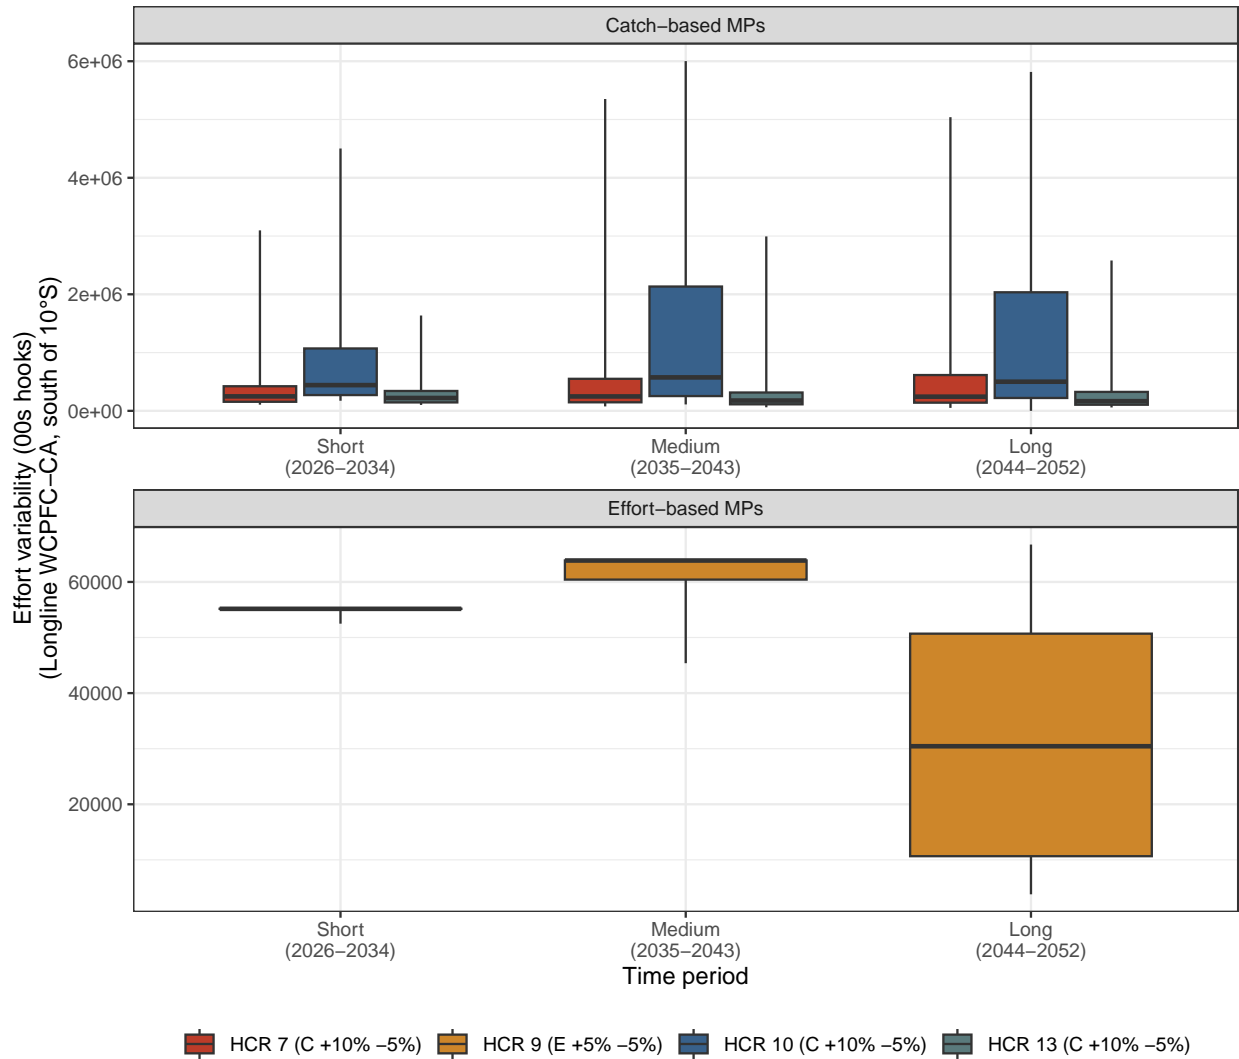 Catch−based MPs
6e+06
4e+06
2e+06
0e+00
Short
(2026−2034)
Medium
(2035−2043)
Long
(2044−2052)
Effort variability (00s hooks)
(Longline WCPFC−CA, south of 10°S)
Effort−based MPs
60000
40000
20000
Short
(2026−2034)
Medium
(2035−2043)
Long
(2044−2052)
Time period
HCR 7 (C +10% −5%)
HCR 9 (E +5% −5%)
HCR 10 (C +10% −5%)
HCR 13 (C +10% −5%)